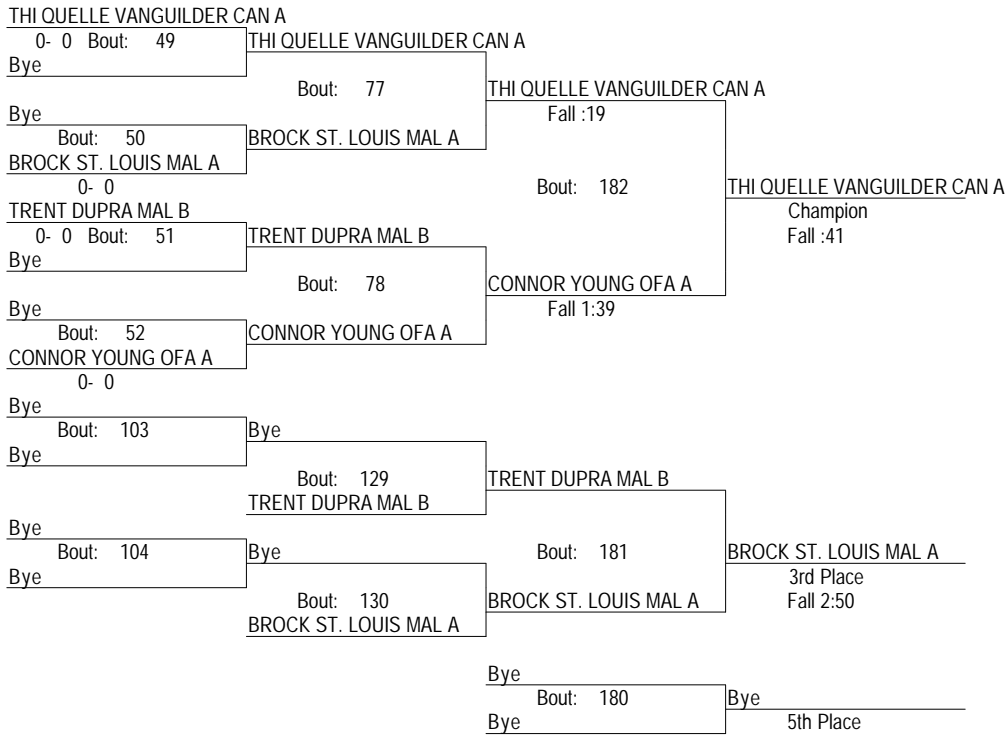 THI QUELLE VANGUILDER CAN A
0- 0 Bout: 49
THI QUELLE VANGUILDER CAN A
Bye
Bout: 77
THI QUELLE VANGUILDER CAN A
Bye
Fall :19
Bout: 50
BROCK ST. LOUIS MAL A
BROCK ST. LOUIS MAL A
0- 0
Bout: 182
THI QUELLE VANGUILDER CAN A
TRENT DUPRA MAL B
Champion
0- 0 Bout: 51
TRENT DUPRA MAL B
Fall :41
Bye
Bout: 78
CONNOR YOUNG OFA A
Bye
Fall 1:39
Bout: 52
CONNOR YOUNG OFA A
CONNOR YOUNG OFA A
0- 0
Bye
Bout: 103
Bye
Bye
Bout: 129
TRENT DUPRA MAL B
TRENT DUPRA MAL B
Bye
Bout: 104
Bye
Bout: 181
BROCK ST. LOUIS MAL A
Bye
3rd Place
Bout: 130
BROCK ST. LOUIS MAL A
Fall 2:50
BROCK ST. LOUIS MAL A
Bye
Bout: 180
Bye
Bye
5th Place